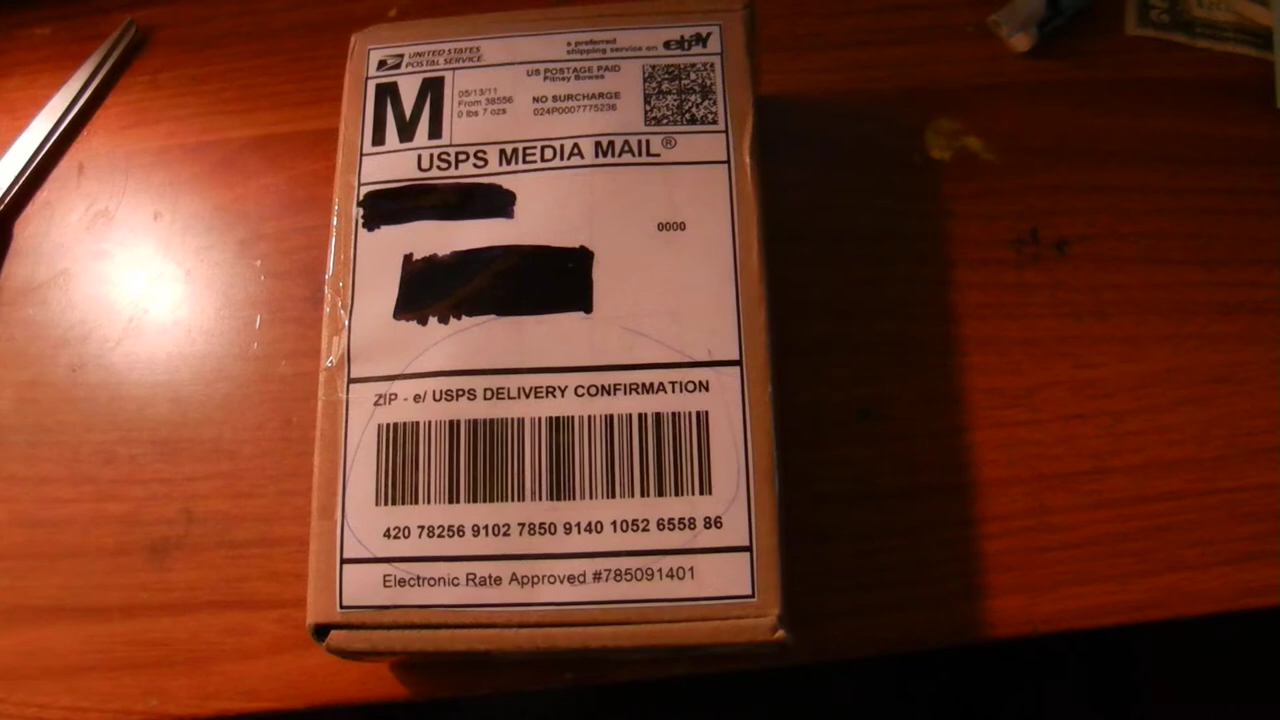 UNITED STATES
POSTAL SERVICE
a preferred
shipping service on ebaY
M
05/13/11
From 38556
0 lbs 7 ozs
US POSTAGE PAID
Pitney Bowes
NO SURCHARGE
024P0007775236
USPS MEDIA MAIL®
0000
ZIP - e/ USPS DELIVERY CONFIRMATION
420 78256 9102 7850 9140 1052 6558 86
Electronic Rate Approved #785091401